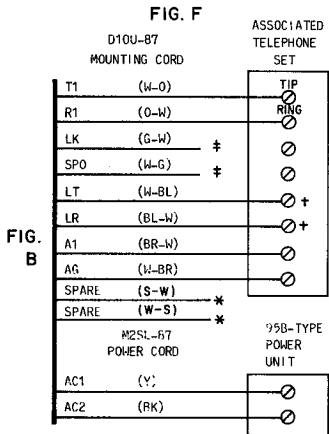 FIG. F
D10U-87
MOUNTING CORD
ASSOCIATED
TELEPHONE
SET
T1 (W-O) TIP
R1 (O-W) RING
LK (G-W) ‡
SPO (W-G) ‡
LT (W-BL) †
LR (BL-W) †
A1 (BR-W)
AG (W-BR)
SPARE (S-W) *
SPARE (W-S) *
FIG.
B
M2SL-87
POWER CORD
95B-TYPE
POWER
UNIT
AC1 (Y)
AC2 (BK)